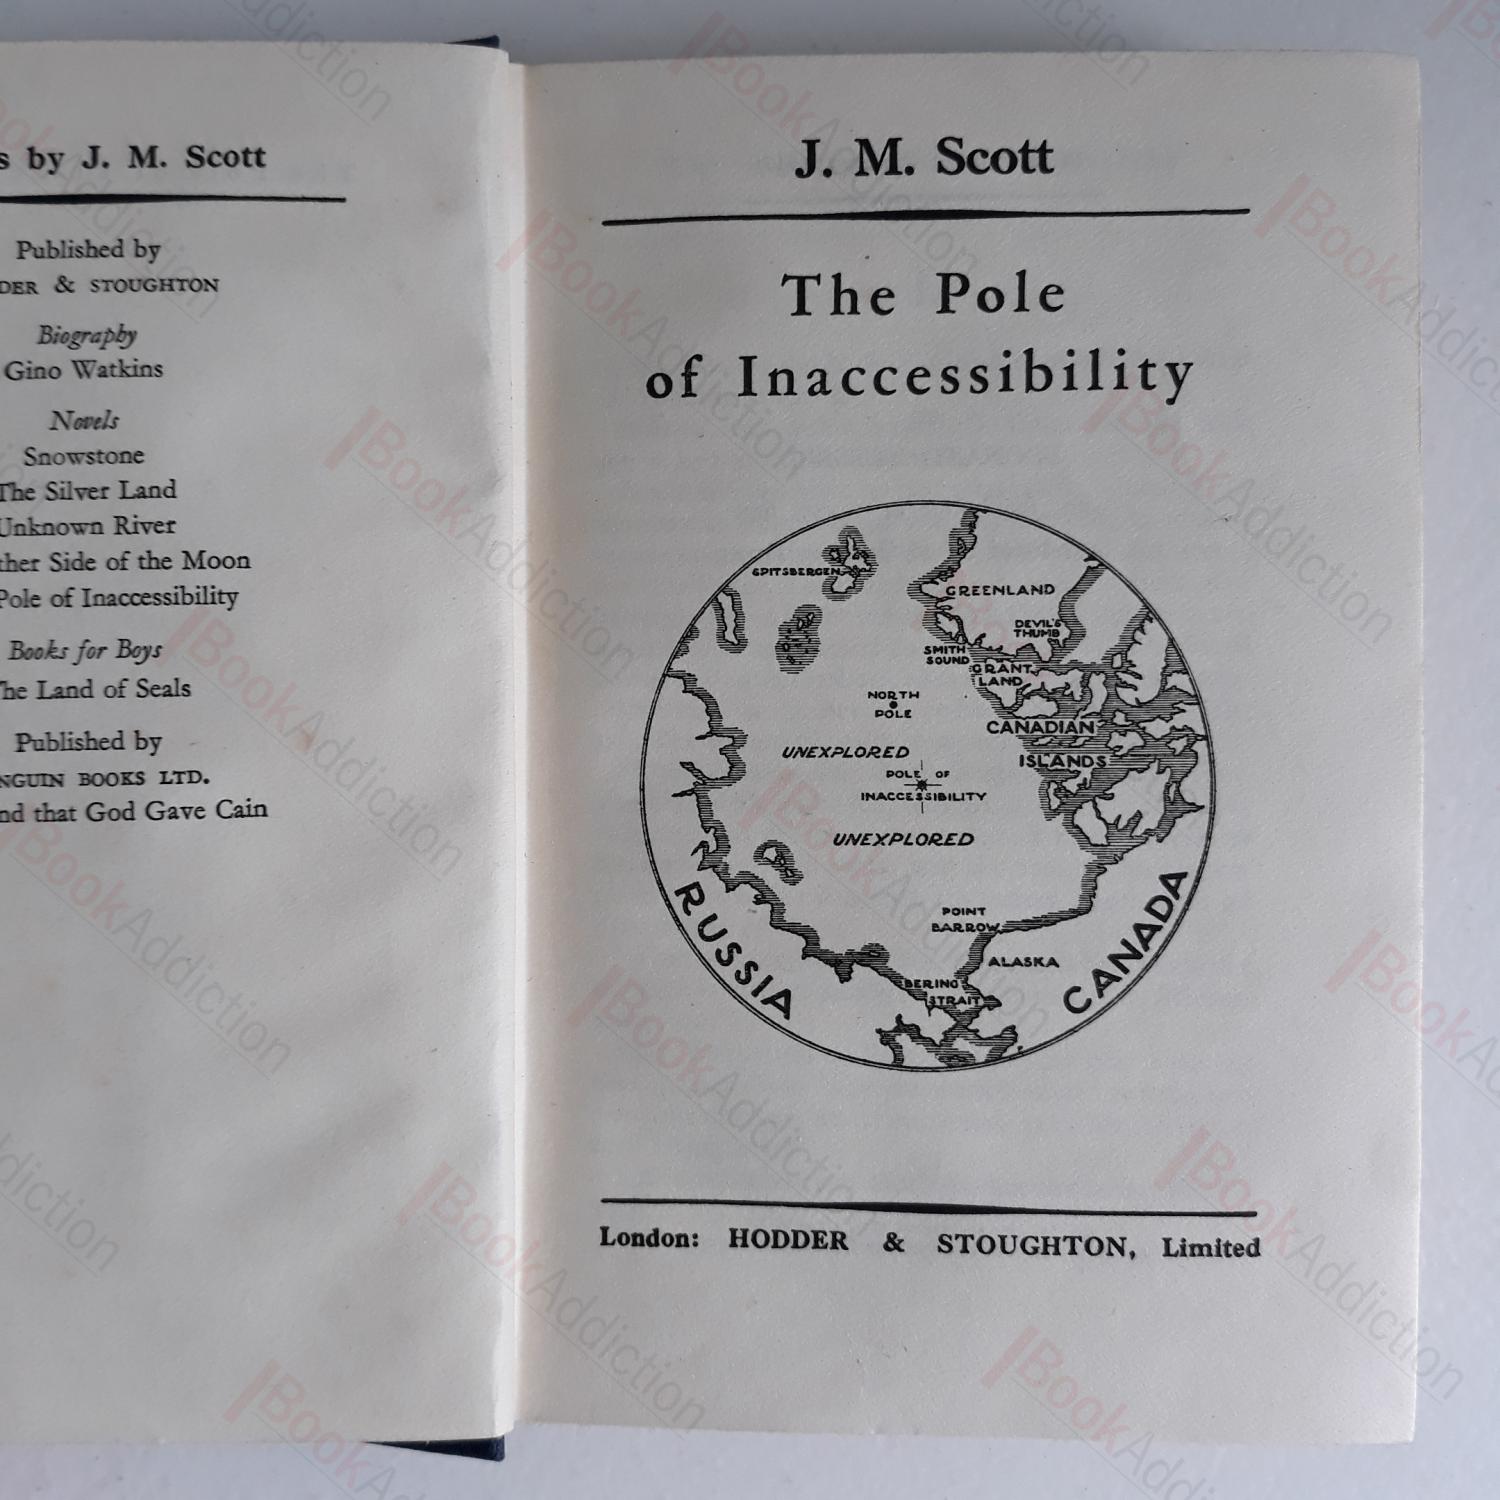 s by J. M. Scott
Published by
DER & STOUGHTON
Biography
Gino Watkins
Novels
Snowstone
The Silver Land
Unknown River
ther Side of the Moon
Pole of Inaccessibility
Books for Boys
he Land of Seals
Published by
NGUIN BOOKS LTD.
nd that God Gave Cain
J. M. Scott
The Pole
of Inaccessibility
SPITSBERGEN
GREENLAND
DEVIL'S
THUMB
SMITH
SOUND
GRANT
LAND
NORTH
POLE
CANADIAN
ISLANDS
UNEXPLORED
POLE OF
INACCESSIBILITY
UNEXPLORED
POINT
BARROW
ALASKA
BERING
STRAIT
RUSSIA
CANADA
London: HODDER & STOUGHTON, Limited
BookAddiction